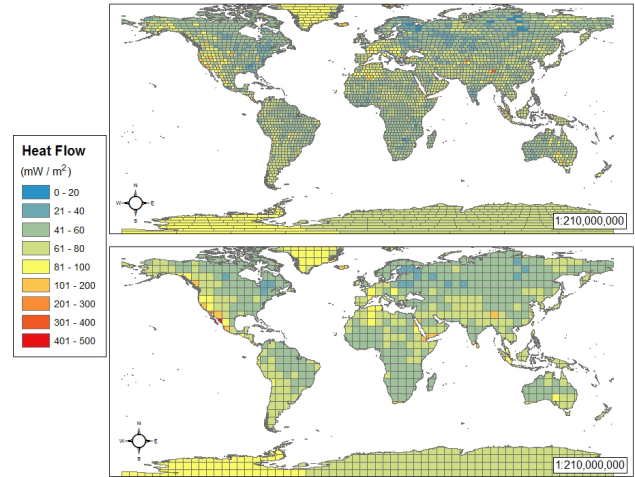 Heat Flow
(mW / m²)
0 - 20
21 - 40
41 - 60
61 - 80
81 - 100
101 - 200
201 - 300
301 - 400
401 - 500
N
W E
S
1:210,000,000
N
W E
S
1:210,000,000